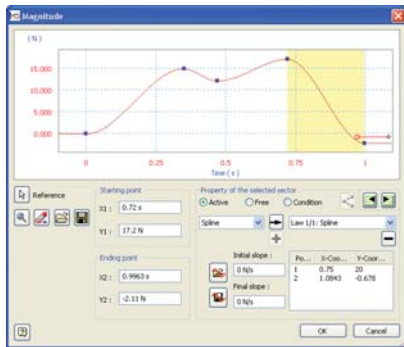 Magnitude
( N )
15.000
10.000
5.000
0.000
0
0.25
0.5
0.75
1
Time ( s )
Reference
Starting point
X1 : 0.72 s
Y1 : 17.2 N
Ending point
X2 : 0.9963 s
Y2 : -2.11 N
Property of the selected sector
Active Free Condition
Spline Law 1/1: Spline
Initial slope :
0 N/s
Final slope :
0 N/s
Po... X-Coo... Y-Coor...
1 0.75 20
2 1.0843 -0.678
OK Cancel